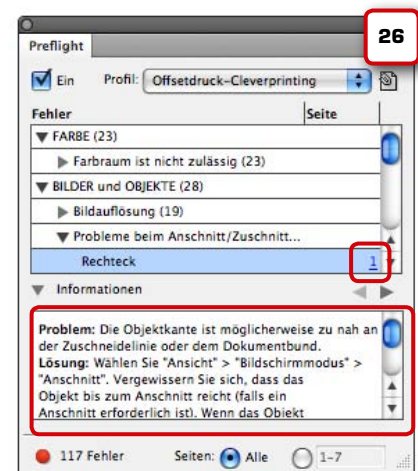 26
Preflight
Ein Profil: Offsetdruck-Cleverprinting
Fehler Seite
FARBE (23)
Farbraum ist nicht zulässig (23)
BILDER und OBJEKTE (28)
Bildauflösung (19)
Probleme beim Anschnitt/Zuschnitt...
Rechteck 1
Informationen
Problem: Die Objektkante ist möglicherweise zu nah an
der Zuschneidelinie oder dem Dokumentbund.
Lösung: Wählen Sie "Ansicht" > "Bildschirmmodus" >
"Anschnitt". Vergewissern Sie sich, dass das
Objekt bis zum Anschnitt reicht (falls ein
Anschnitt erforderlich ist). Wenn das Objekt
117 Fehler Seiten: Alle 1-7